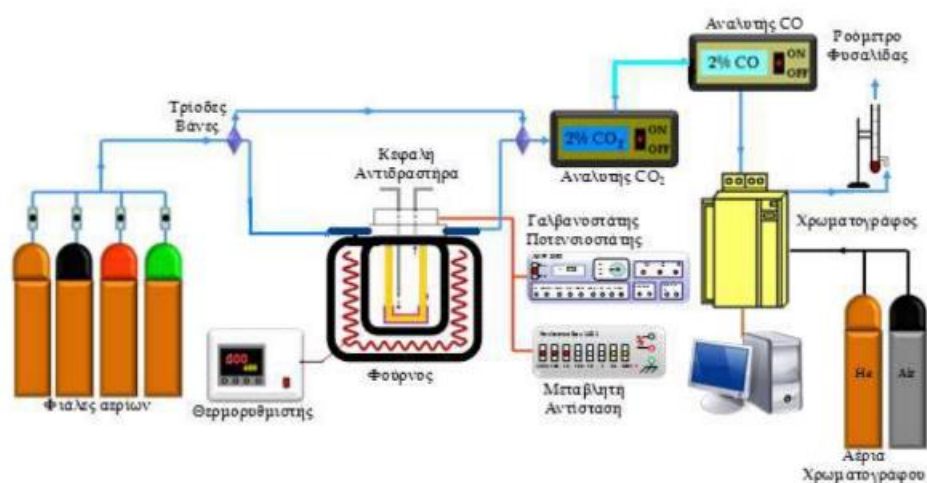 Αναλυτής CO
2% CO
ON
OFF
Ροόμετρο
Φυσαλίδας
Τρίοδες
Βάνες
2% CO2
ON
OFF
Αναλυτής CO2
Κεφαλή
Αντιδραστήρα
Γαλβανοστάτης
Ποτενσιοστάτης
Χρωματογράφος
Φιάλες αερίων
Θερμορυθμιστής
Φούρνος
Μεταβλητή
Αντίσταση
He
Air
Αέρια
Χρωματογράφου